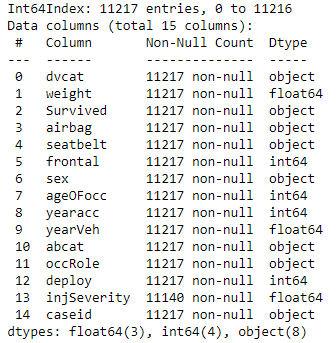 Int64Index: 11217 entries, 0 to 11216
Data columns (total 15 columns):
 #   Column       Non-Null Count  Dtype
---  ------       --------------  -----
 0   dvcat        11217 non-null  object
 1   weight       11217 non-null  float64
 2   Survived     11217 non-null  object
 3   airbag       11217 non-null  object
 4   seatbelt     11217 non-null  object
 5   frontal      11217 non-null  int64
 6   sex          11217 non-null  object
 7   ageOFocc     11217 non-null  int64
 8   yearacc      11217 non-null  int64
 9   yearVeh      11217 non-null  float64
 10  abcat        11217 non-null  object
 11  occRole      11217 non-null  object
 12  deploy       11217 non-null  int64
 13  injSeverity  11140 non-null  float64
 14  caseid       11217 non-null  object
dtypes: float64(3), int64(4), object(8)